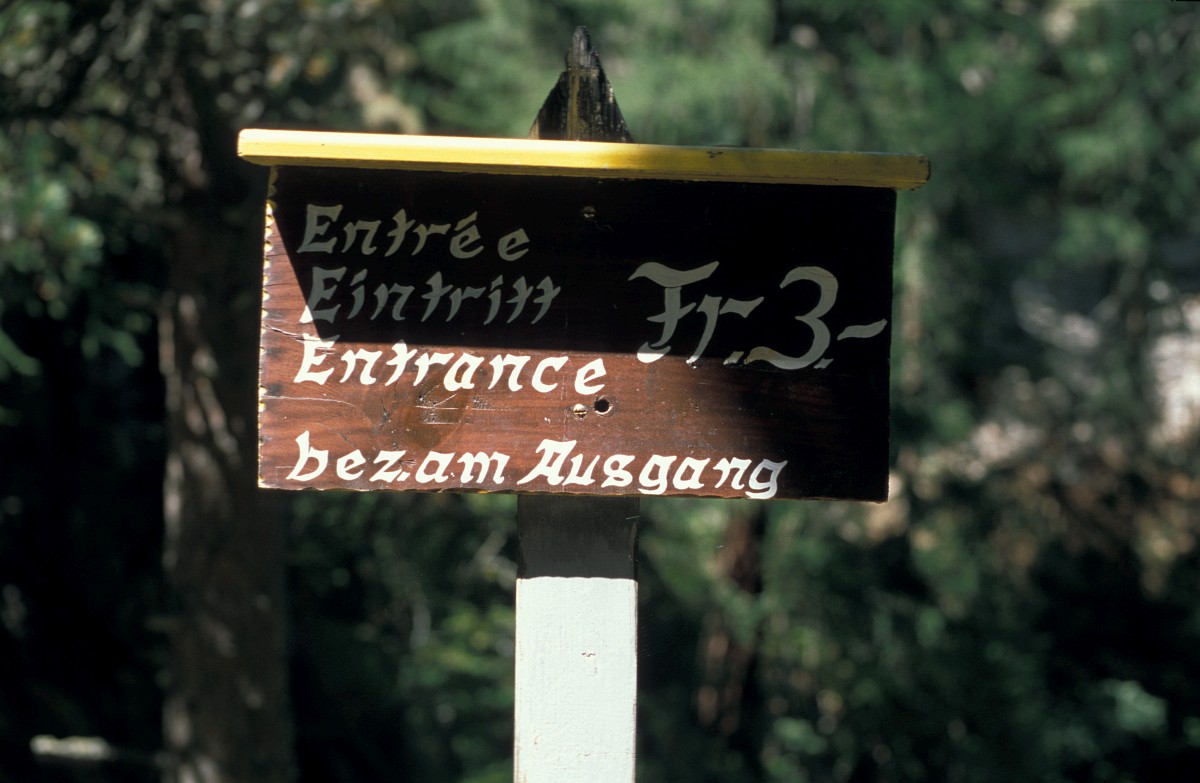 Entrée
Eintritt
Entrance
Fr. 3.-
bez. am Ausgang